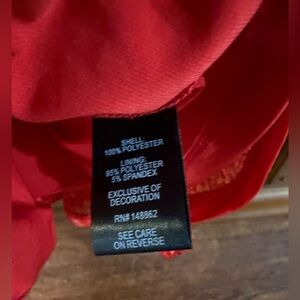 SHELL:
100% POLYESTER
LINING:
95% POLYESTER
5% SPANDEX
EXCLUSIVE OF
DECORATION
RN# 148862
SEE CARE
ON REVERSE